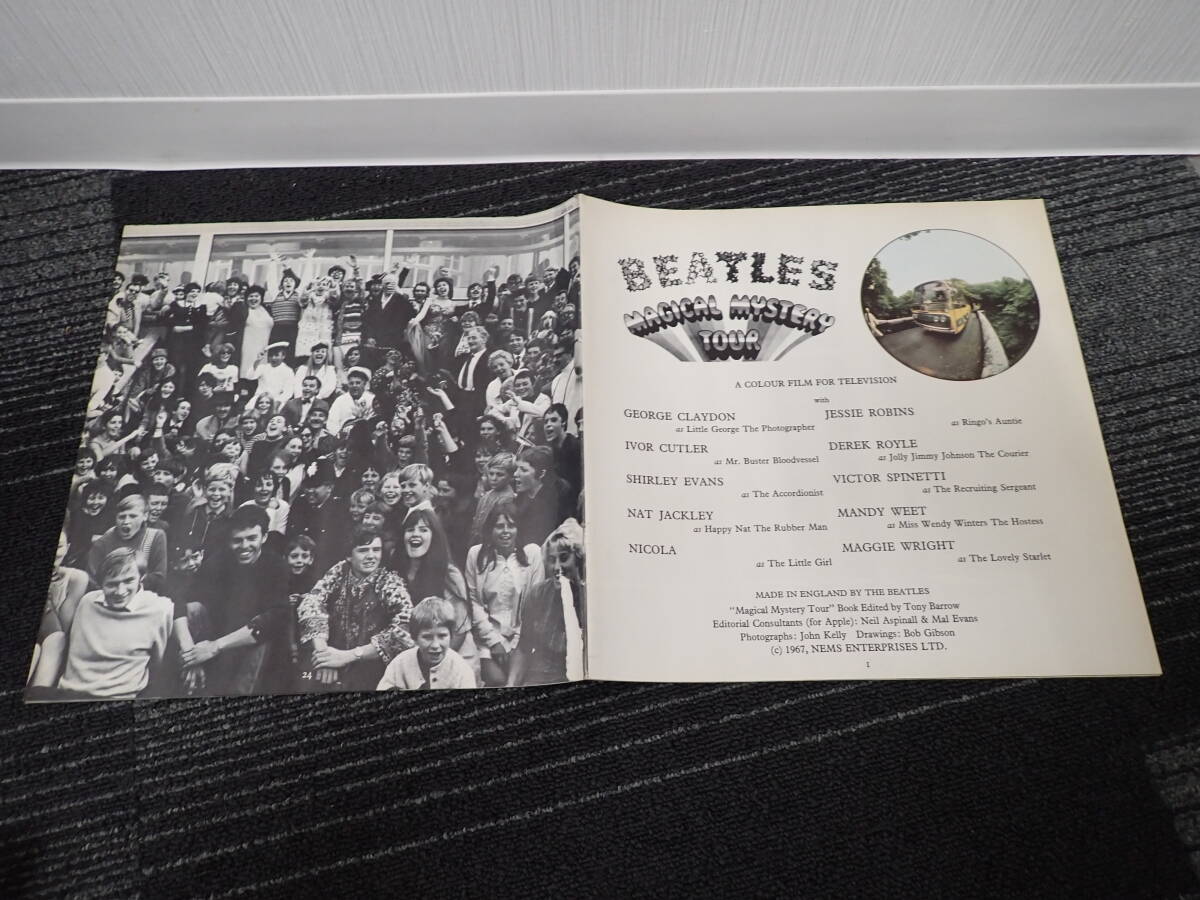 24
BEATLES
MAGICAL MYSTERY
TOUR
A COLOUR FILM FOR TELEVISION
with
GEORGE CLAYDON
as Little George The Photographer
JESSIE ROBINS
as Ringo's Auntie
IVOR CUTLER
as Mr. Buster Bloodvessel
DEREK ROYLE
as Jolly Jimmy Johnson The Courier
SHIRLEY EVANS
as The Accordionist
VICTOR SPINETTI
as The Recruiting Sergeant
NAT JACKLEY
as Happy Nat The Rubber Man
MANDY WEET
as Miss Wendy Winters The Hostess
NICOLA
as The Little Girl
MAGGIE WRIGHT
as The Lovely Starlet
MADE IN ENGLAND BY THE BEATLES
"Magical Mystery Tour" Book Edited by Tony Barrow
Editorial Consultants (for Apple): Neil Aspinall & Mal Evans
Photographs: John Kelly Drawings: Bob Gibson
(c) 1967, NEMS ENTERPRISES LTD.
1